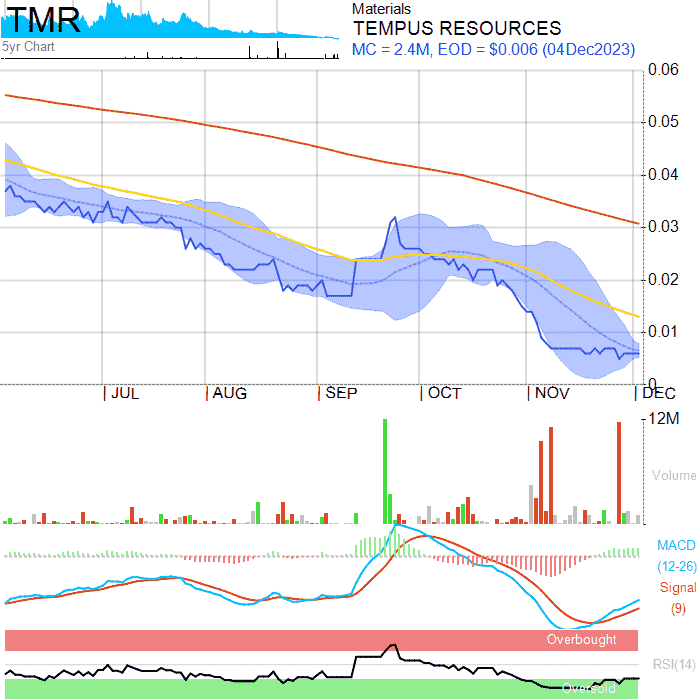 TMR
5yr Chart
Materials
TEMPUS RESOURCES
MC = 2.4M, EOD = $0.006 (04Dec2023)
0.06
0.05
0.04
0.03
0.02
0.01
0
JUL AUG SEP OCT NOV DEC
12M
Volume
MACD
(12-26)
Signal
(9)
Overbought
RSI(14)
Oversold